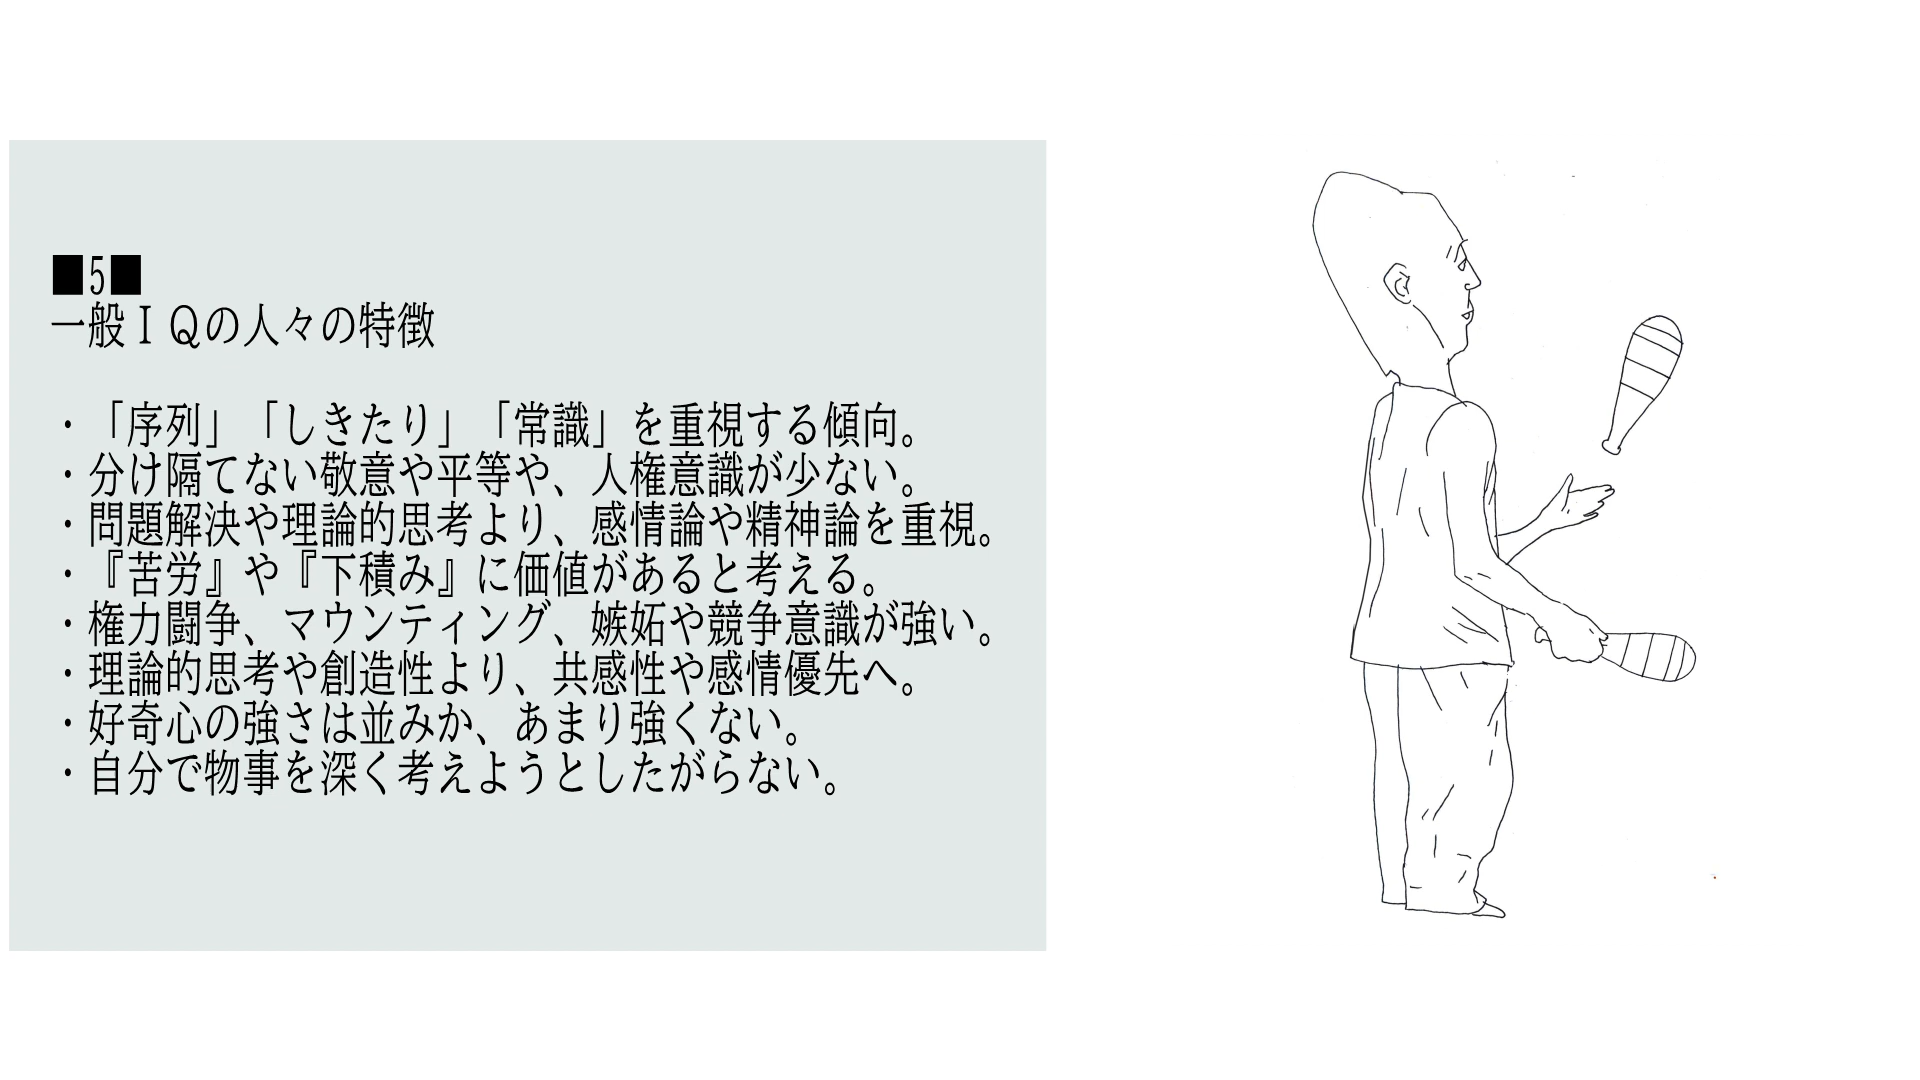 ■5■
一般ＩＱの人々の特徴
・「序列」「しきたり」「常識」を重視する傾向。
・分け隔てない敬意や平等や、人権意識が少ない。
・問題解決や理論的思考より、感情論や精神論を重視。
・『苦労』や『下積み』に価値があると考える。
・権力闘争、マウンティング、嫉妬や競争意識が強い。
・理論的思考や創造性より、共感性や感情優先へ。
・好奇心の強さは並みか、あまり強くない。
・自分で物事を深く考えようとしたがらない。